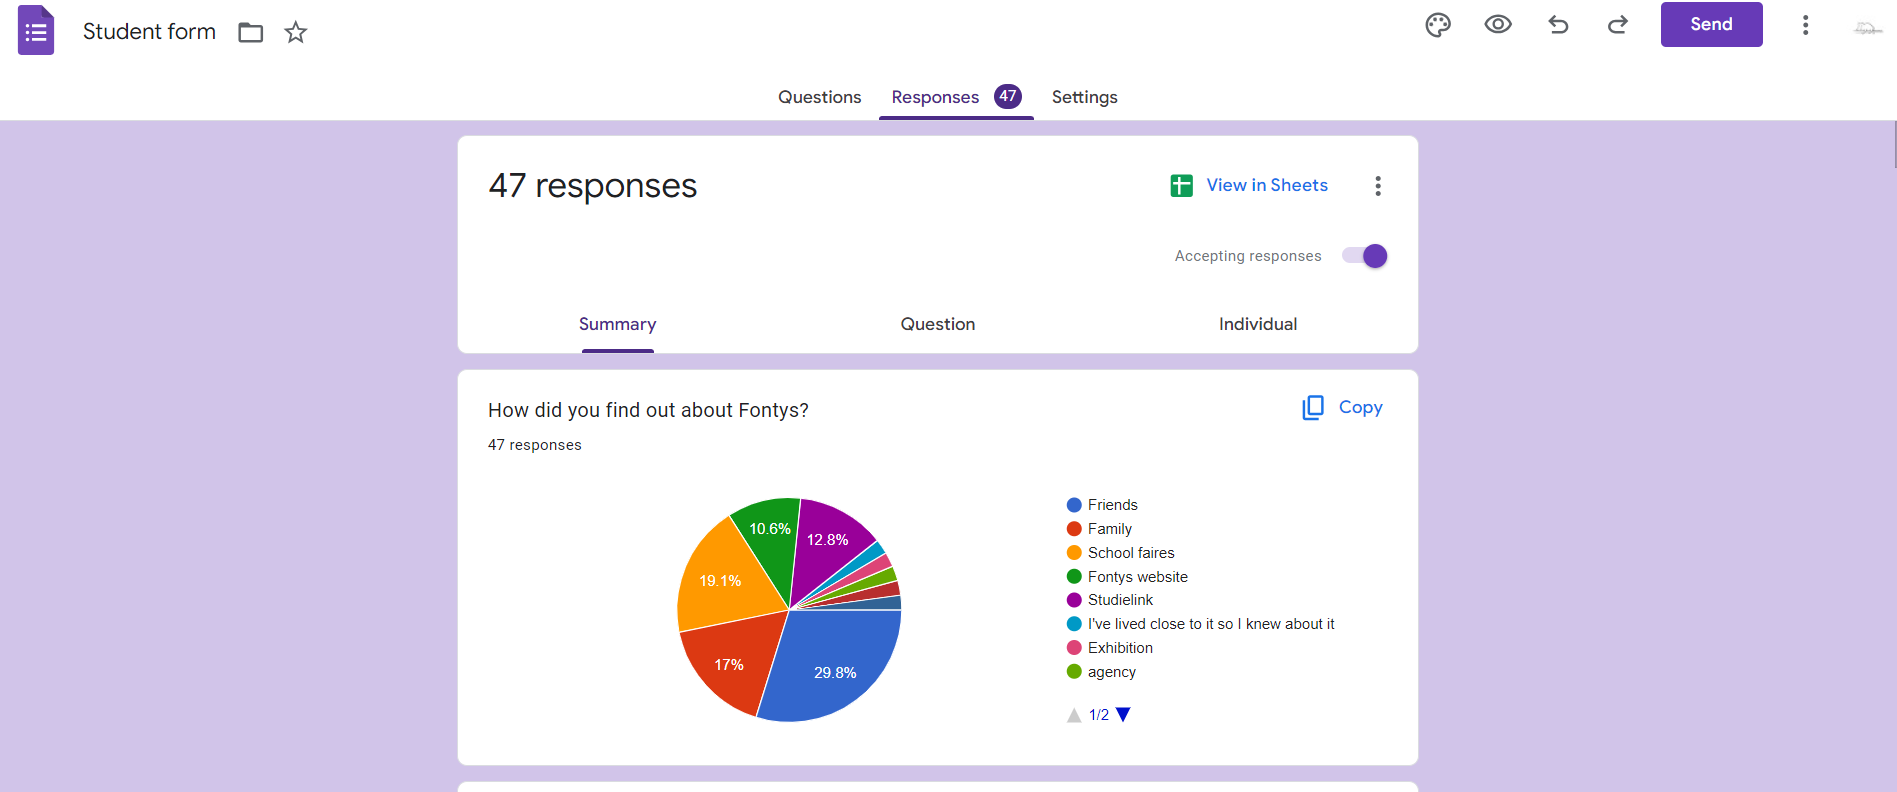 Student form
Send
Questions Responses 47 Settings
47 responses
View in Sheets
Accepting responses
Summary Question Individual
How did you find out about Fontys?
Copy
47 responses
10.6%
12.8%
19.1%
17%
29.8%
Friends
Family
School faires
Fontys website
Studielink
I've lived close to it so I knew about it
Exhibition
agency
1/2